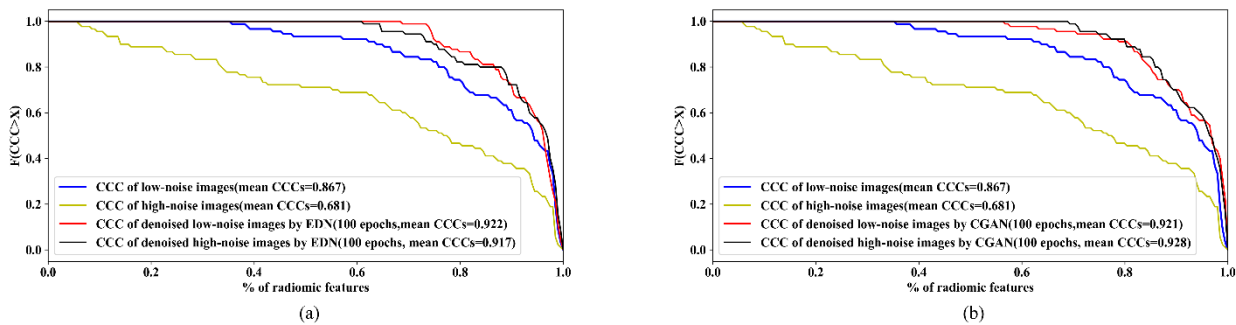 1.0
0.8
0.6
0.4
0.2
0.0
F(CCC>X)
CCC of low-noise images(mean CCCs=0.867)
CCC of high-noise images(mean CCCs=0.681)
CCC of denoised low-noise images by EDN(100 epochs,mean CCCs=0.922)
CCC of denoised high-noise images by EDN(100 epochs, mean CCCs=0.917)
0.0 0.2 0.4 0.6 0.8 1.0
% of radiomic features
(a)
1.0
0.8
0.6
0.4
0.2
0.0
F(CCC>X)
CCC of low-noise images(mean CCCs=0.867)
CCC of high-noise images(mean CCCs=0.681)
CCC of denoised low-noise images by CGAN(100 epochs,mean CCCs=0.921)
CCC of denoised high-noise images by CGAN(100 epochs, mean CCCs=0.928)
0.0 0.2 0.4 0.6 0.8 1.0
% of radiomic features
(b)